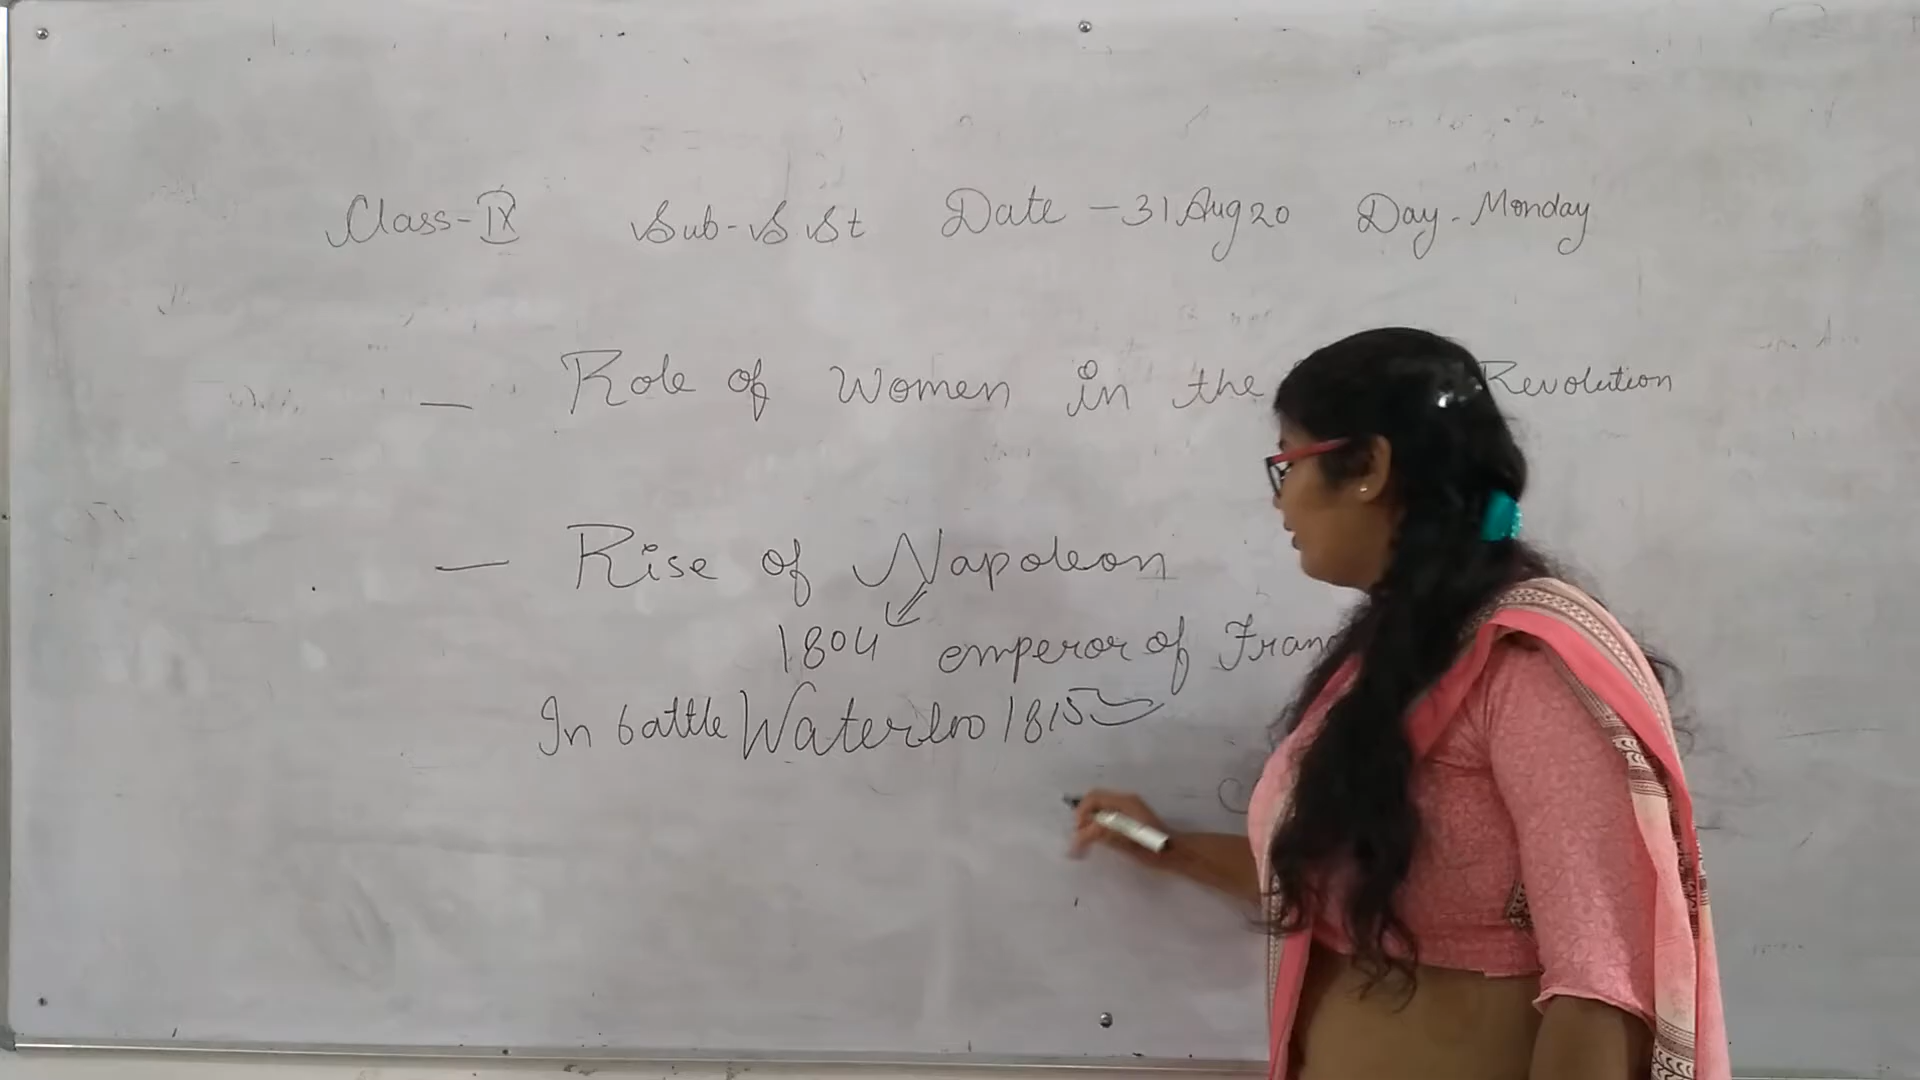 Class-IX Sub-S St Date - 31 Aug 20 Day - Monday
— Role of Women in the Revolution
— Rise of Napoleon
1804 emperor of Fran
In battle Waterloo 1815